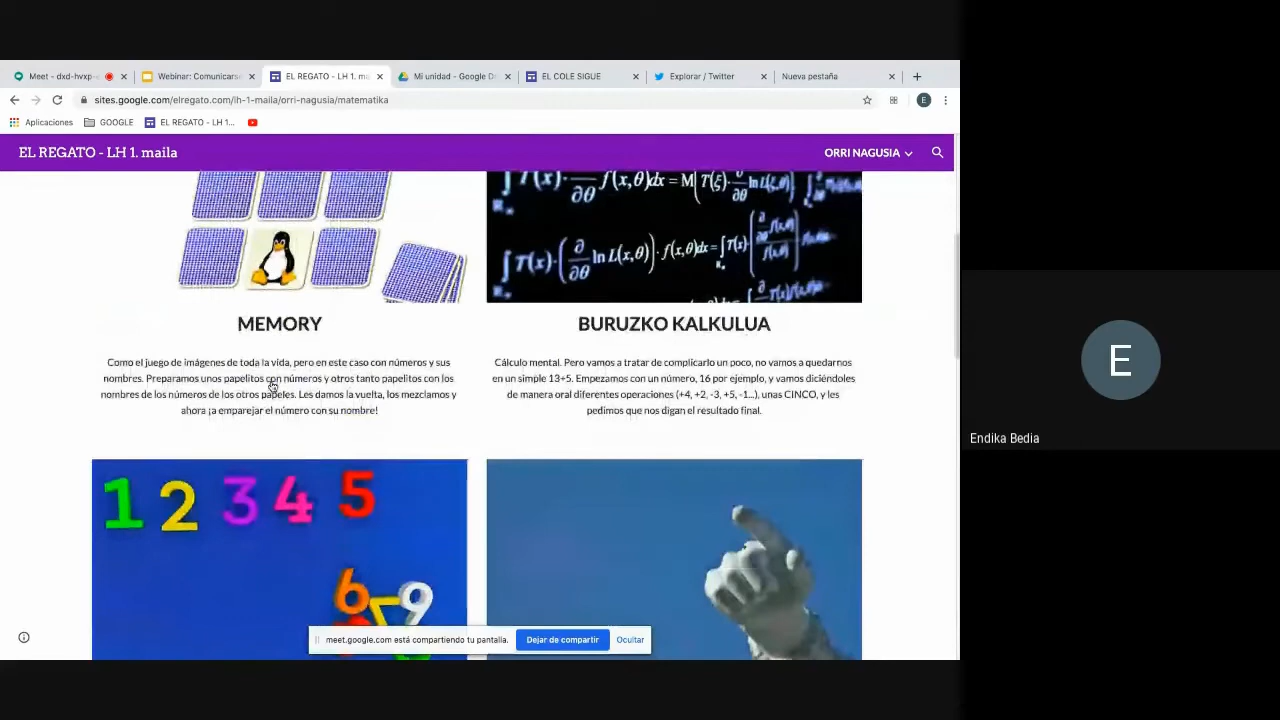 Meet - dxd-hvxp-
Webinar: Comunicarse
EL REGATO - LH 1. ma
Mi unidad - Google D
EL COLE SIGUE
Explorar / Twitter
Nueva pestaña
sites.google.com/elregato.com/lh-1-maila/orri-nagusia/matematika
E
Aplicaciones
GOOGLE
EL REGATO - LH 1...
EL REGATO - LH 1. maila
ORRI NAGUSIA
MEMORY
Como el juego de imágenes de toda la vida, pero en este caso con números y sus
nombres. Preparamos unos papelitos con números y otros tanto papelitos con los
nombres de los números de los otros papeles. Les damos la vuelta, los mezclamos y
ahora ¡a emparejar el número con su nombre!
BURUZKO KALKULUA
Cálculo mental. Pero vamos a tratar de complicarlo un poco, no vamos a quedarnos
en un simple 13+5. Empezamos con un número, 16 por ejemplo, y vamos diciéndoles
de manera oral diferentes operaciones (+4, +2, -3, +5, -1...), unas CINCO, y les
pedimos que nos digan el resultado final.
1 2 3 4 5
6 7 9
meet.google.com está compartiendo tu pantalla.
Dejar de compartir
Ocultar
E
Endika Bedia